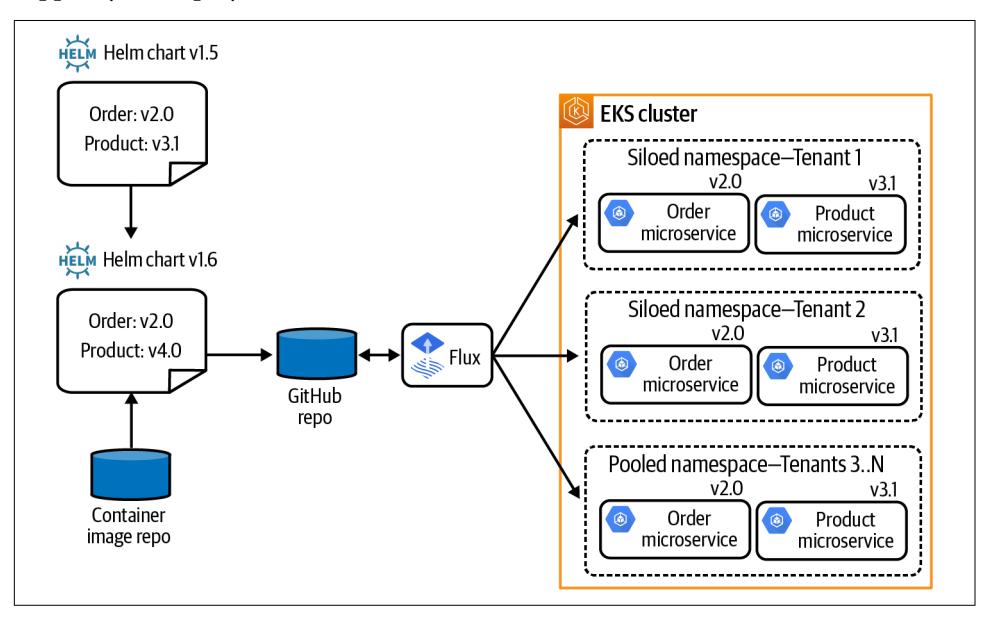 HELM Helm chart v1.5
Order: v2.0
Product: v3.1
HELM Helm chart v1.6
Order: v2.0
Product: v4.0
Container
image repo
GitHub
repo
Flux
EKS cluster
Siloed namespace—Tenant 1
v2.0
v3.1
Order
microservice
Product
microservice
Siloed namespace—Tenant 2
v2.0
v3.1
Order
microservice
Product
microservice
Pooled namespace—Tenants 3..N
v2.0
v3.1
Order
microservice
Product
microservice